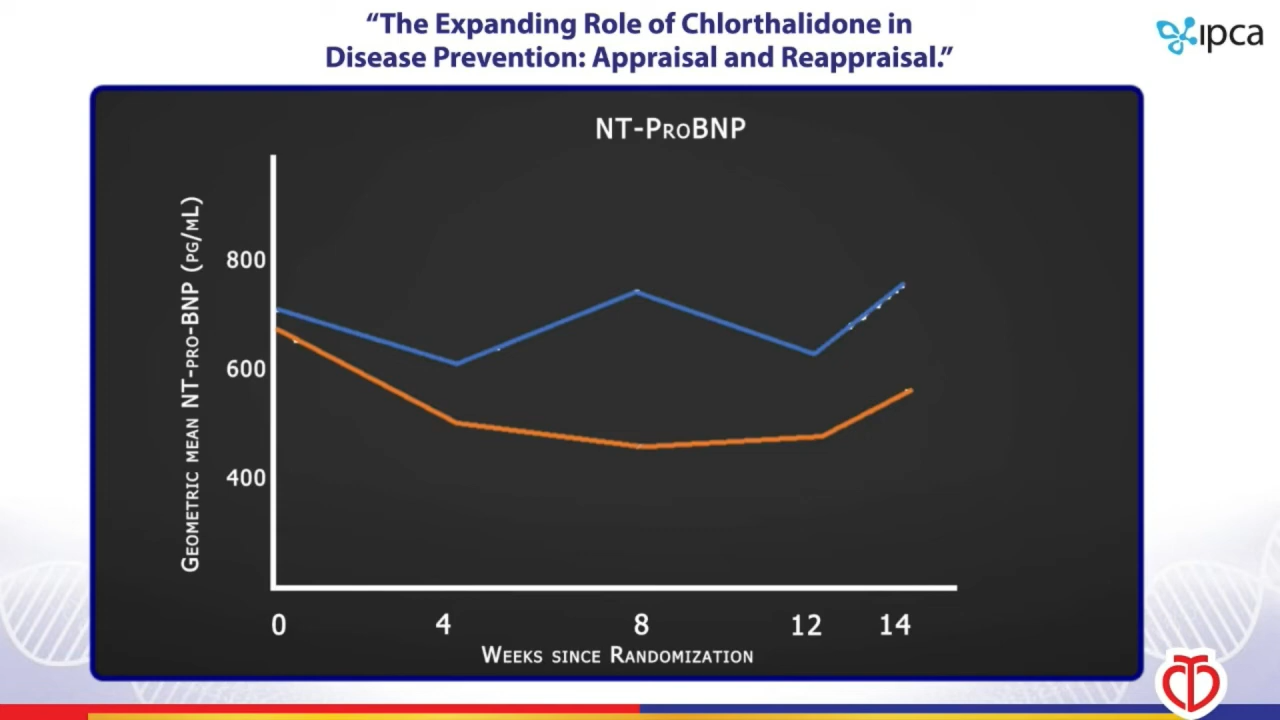 “The Expanding Role of Chlorthalidone in
Disease Prevention: Appraisal and Reappraisal.”
ipca
NT-ProBNP
Geometric mean NT-pro-BNP (pg/mL)
800
600
400
0 4 8 12 14
Weeks since Randomization